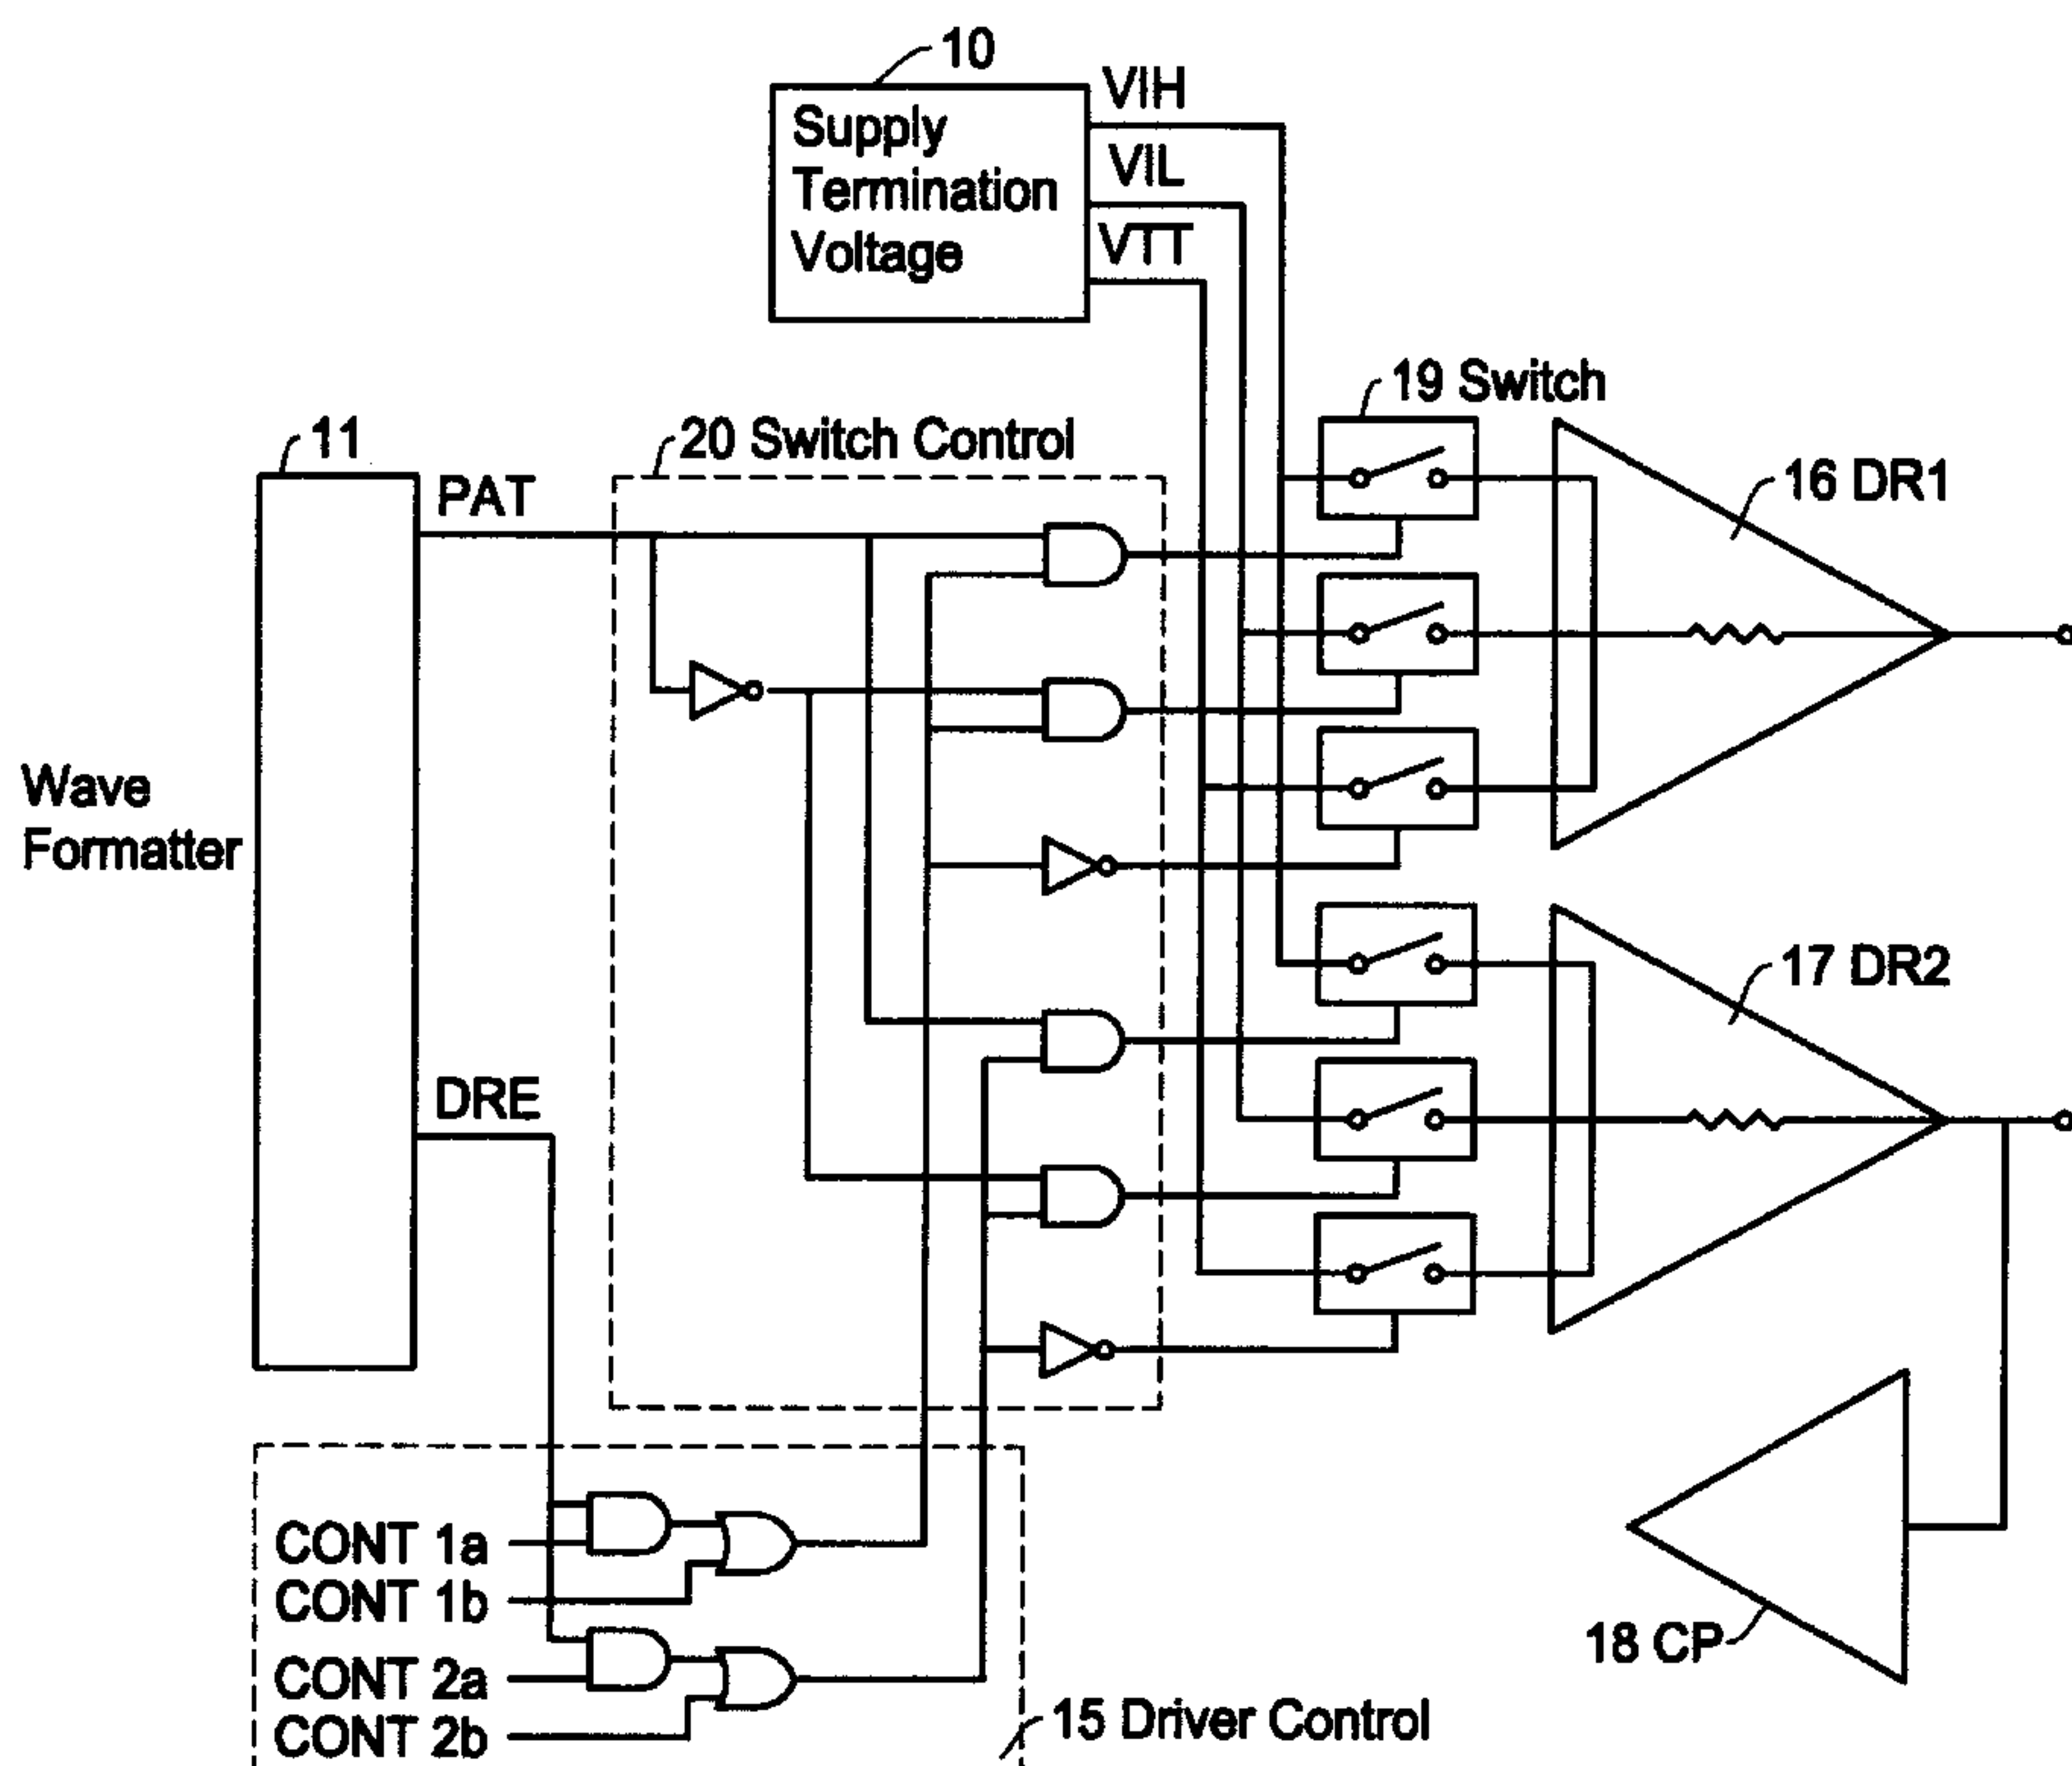 10
Supply
Termination
Voltage
VIH
VIL
VTT
19 Switch
11
20 Switch Control
PAT
16 DR1
Wave
Formatter
17 DR2
DRE
CONT 1a
CONT 1b
CONT 2a
CONT 2b
18 CP
15 Driver Control